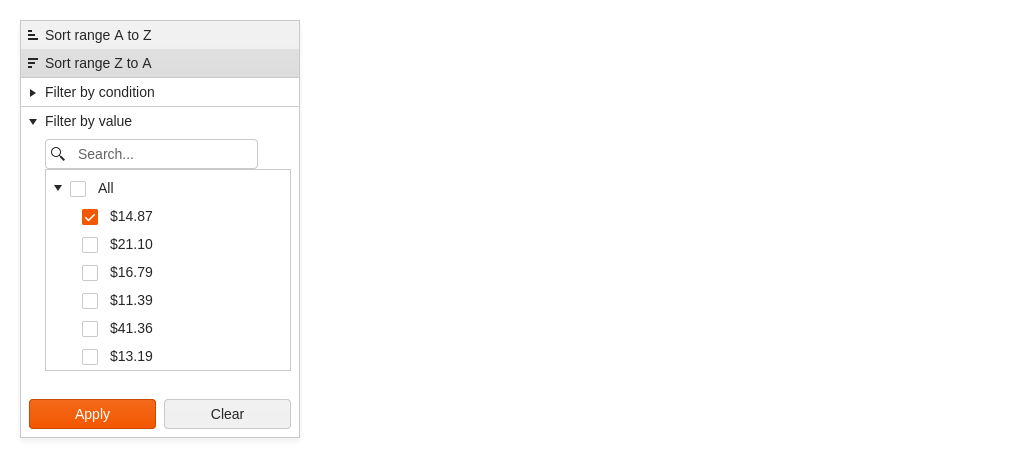 Sort range A to Z
Sort range Z to A
Filter by condition
Filter by value
Search...
All
$14.87
$21.10
$16.79
$11.39
$41.36
$13.19
Apply Clear